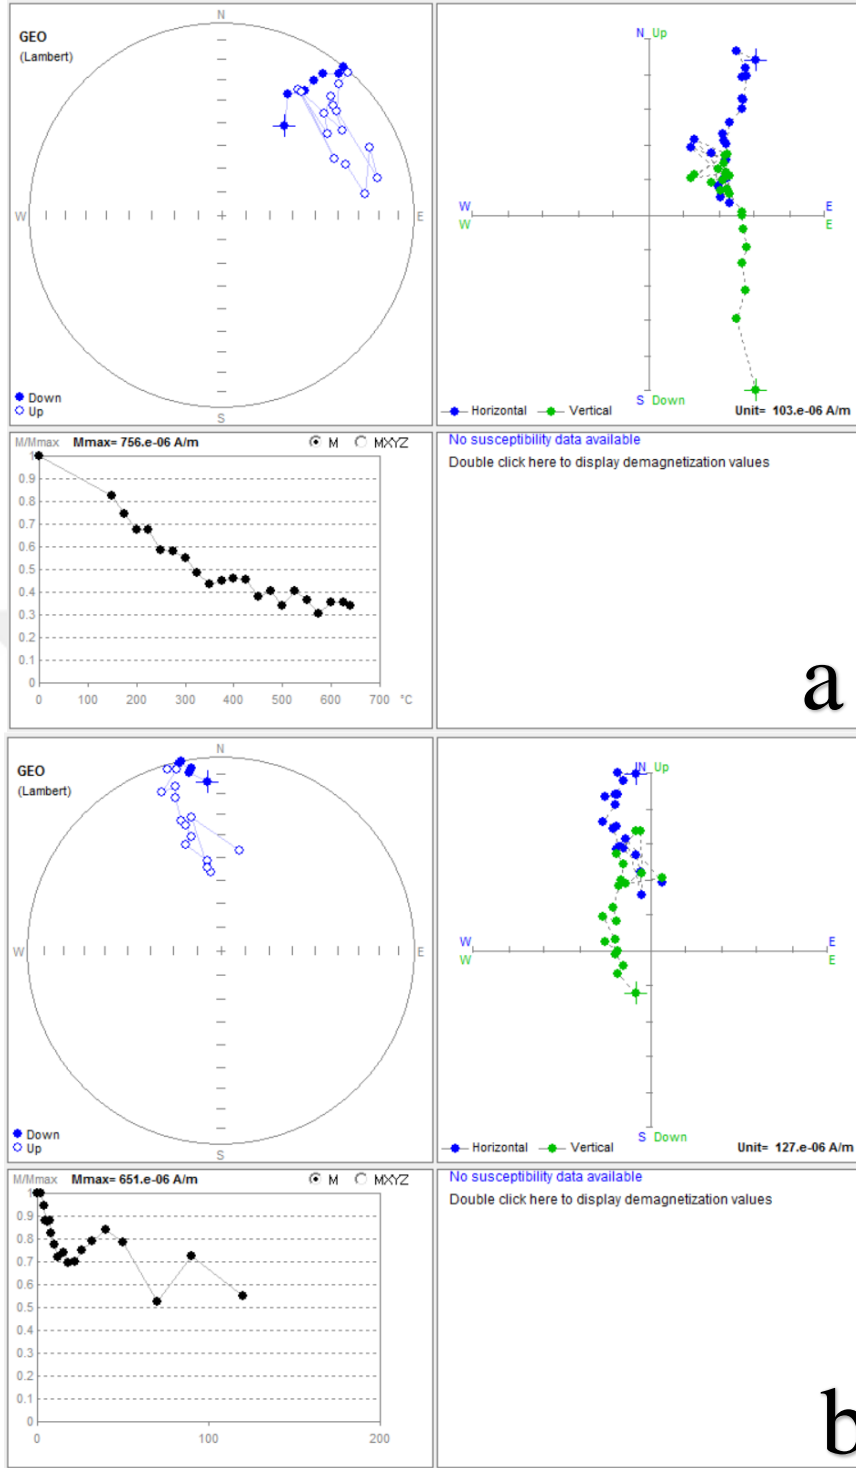 GEO
(Lambert)
N
W
E
S
Down
Up
N Up
W
W
E
E
S Down
Horizontal Vertical Unit= 103.e-06 A/m
M/Mmax Mmax= 756.e-06 A/m M MXYZ
1
0.9
0.8
0.7
0.6
0.5
0.4
0.3
0.2
0.1
0
0 100 200 300 400 500 600 700 °C
No susceptibility data available
Double click here to display demagnetization values
a
GEO
(Lambert)
N
W
E
S
Down
Up
N Up
W
W
E
E
S Down
Horizontal Vertical Unit= 127.e-06 A/m
M/Mmax Mmax= 651.e-06 A/m M MXYZ
1
0.9
0.8
0.7
0.6
0.5
0.4
0.3
0.2
0.1
0
0 100 200
No susceptibility data available
Double click here to display demagnetization values
b